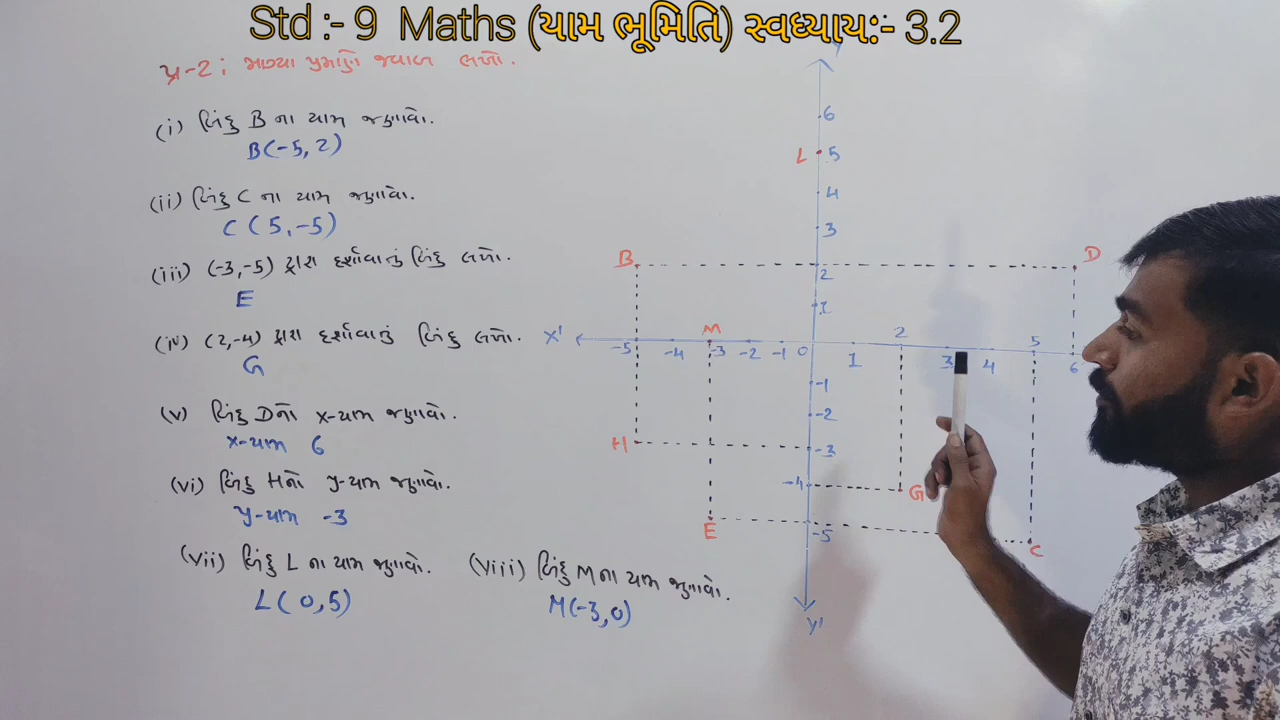 Std :- 9 Maths (યામ ભૂમિતિ) સ્વધ્યાય:- 3.2
પ્ર-2 : માગ્યા પ્રમાણે જવાબ લખો.
(i) બિંદુ B ના યામ જણાવો.
B(-5, 2)
(ii) બિંદુ C ના યામ જણાવો.
C (5, -5)
(iii) (-3, -5) દ્વારા દર્શાવાતું બિંદુ લખો.
E
(iv) (2, -4) દ્વારા દર્શાવાતું બિંદુ લખો.
G
(v) બિંદુ D નો x-યામ જણાવો.
x-યામ 6
(vi) બિંદુ H નો y-યામ જણાવો.
y-યામ -3
(vii) બિંદુ L ના યામ જણાવો.
L( 0, 5)
(viii) બિંદુ M ના યામ જણાવો.
M(-3, 0)
Y
6
L 5
4
3
B 2 D
1
X' -5 -4 M -3 -2 -1 0 1 2 3 4 5 6
-1
-2
H -3
-4 G
E -5 C
Y'